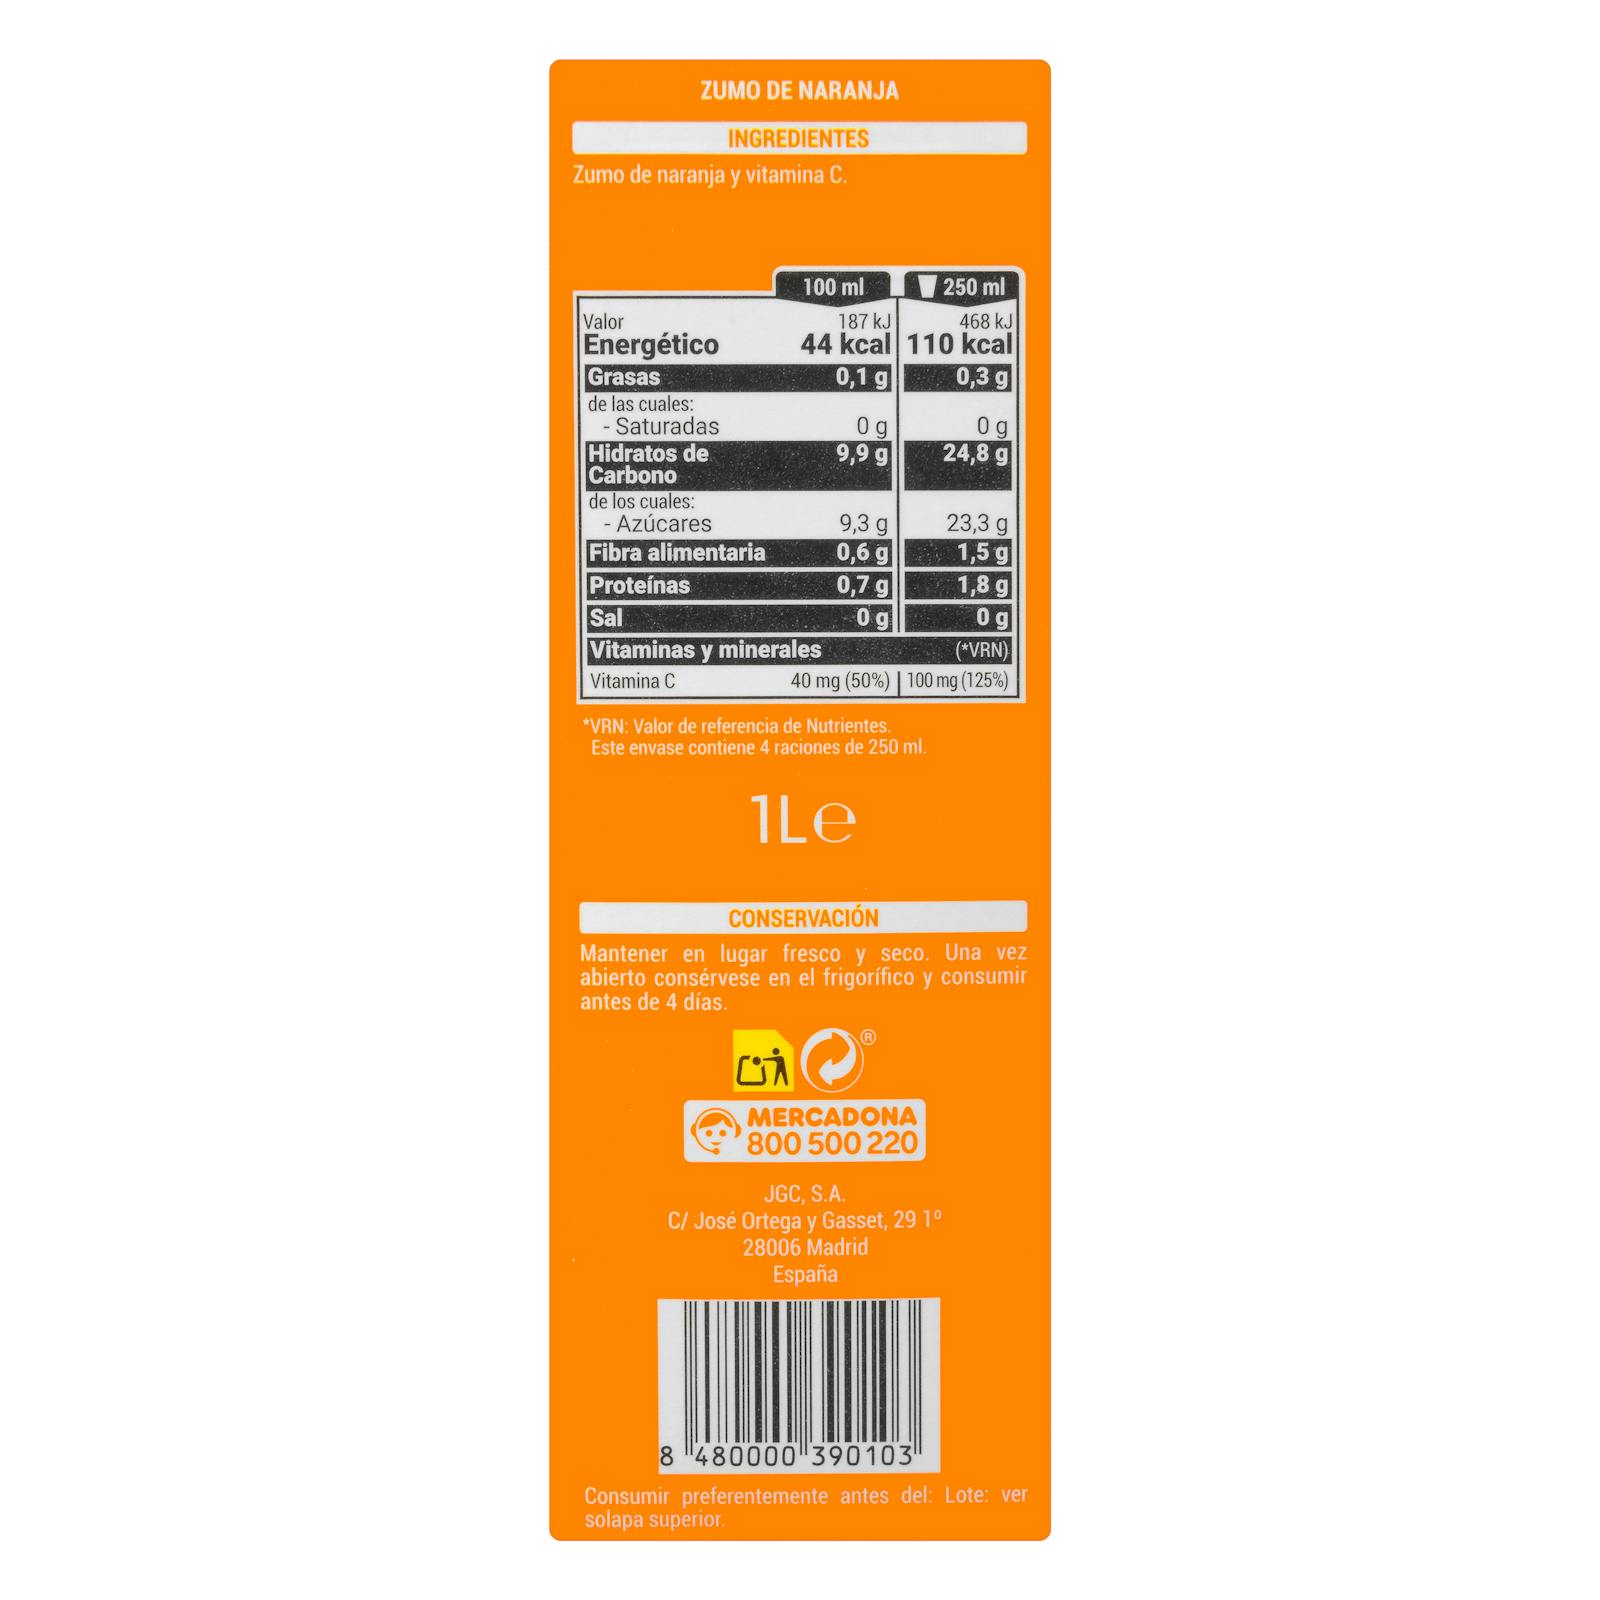 ZUMO DE NARANJA
INGREDIENTES
Zumo de naranja y vitamina C.
100 ml 250 ml
Valor 187 kJ 468 kJ
Energético 44 kcal 110 kcal
Grasas 0,1 g 0,3 g
de las cuales:
- Saturadas 0 g 0 g
Hidratos de 9,9 g 24,8 g
Carbono
de los cuales:
- Azúcares 9,3 g 23,3 g
Fibra alimentaria 0,6 g 1,5 g
Proteínas 0,7 g 1,8 g
Sal 0 g 0 g
Vitaminas y minerales (*VRN)
Vitamina C 40 mg (50%) 100 mg (125%)
*VRN: Valor de referencia de Nutrientes.
Este envase contiene 4 raciones de 250 ml.
1L℮
CONSERVACIÓN
Mantener en lugar fresco y seco. Una vez
abierto consérvese en el frigorífico y consumir
antes de 4 días.
®
MERCADONA
800 500 220
JGC, S.A.
C/ José Ortega y Gasset, 29 1º
28006 Madrid
España
8 480000 390103
Consumir preferentemente antes del: Lote: ver
solapa superior.